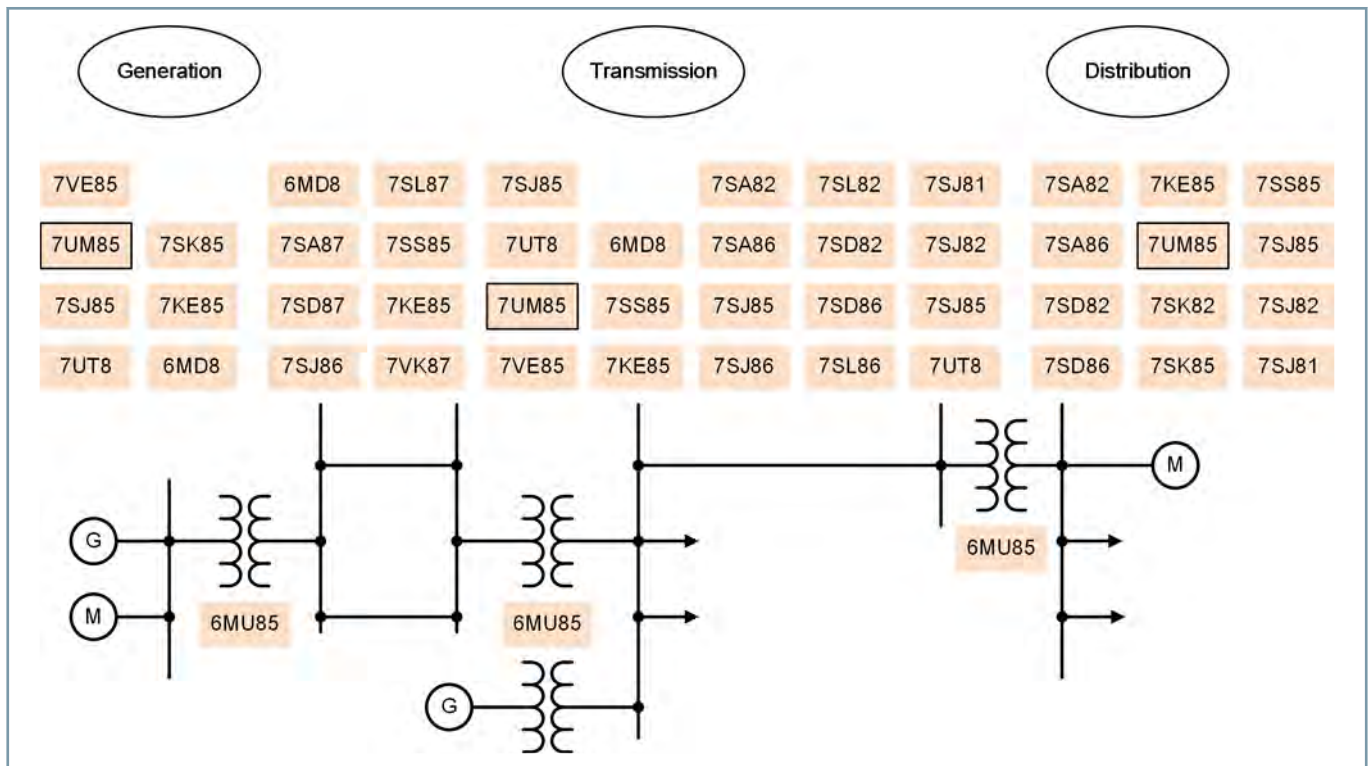 Generation Transmission Distribution
7VE85 6MD8 7SL87 7SJ85 7SA82 7SL82 7SJ81 7SA82 7KE85 7SS85
7UM85 7SK85 7SA87 7SS85 7UT8 6MD8 7SA86 7SD82 7SJ82 7SA86 7UM85 7SJ85
7SJ85 7KE85 7SD87 7KE85 7UM85 7SS85 7SJ85 7SD86 7SJ85 7SD82 7SK82 7SJ82
7UT8 6MD8 7SJ86 7VK87 7VE85 7KE85 7SJ86 7SL86 7UT8 7SD86 7SK85 7SJ81
M
G
6MU85
M
6MU85
6MU85
G